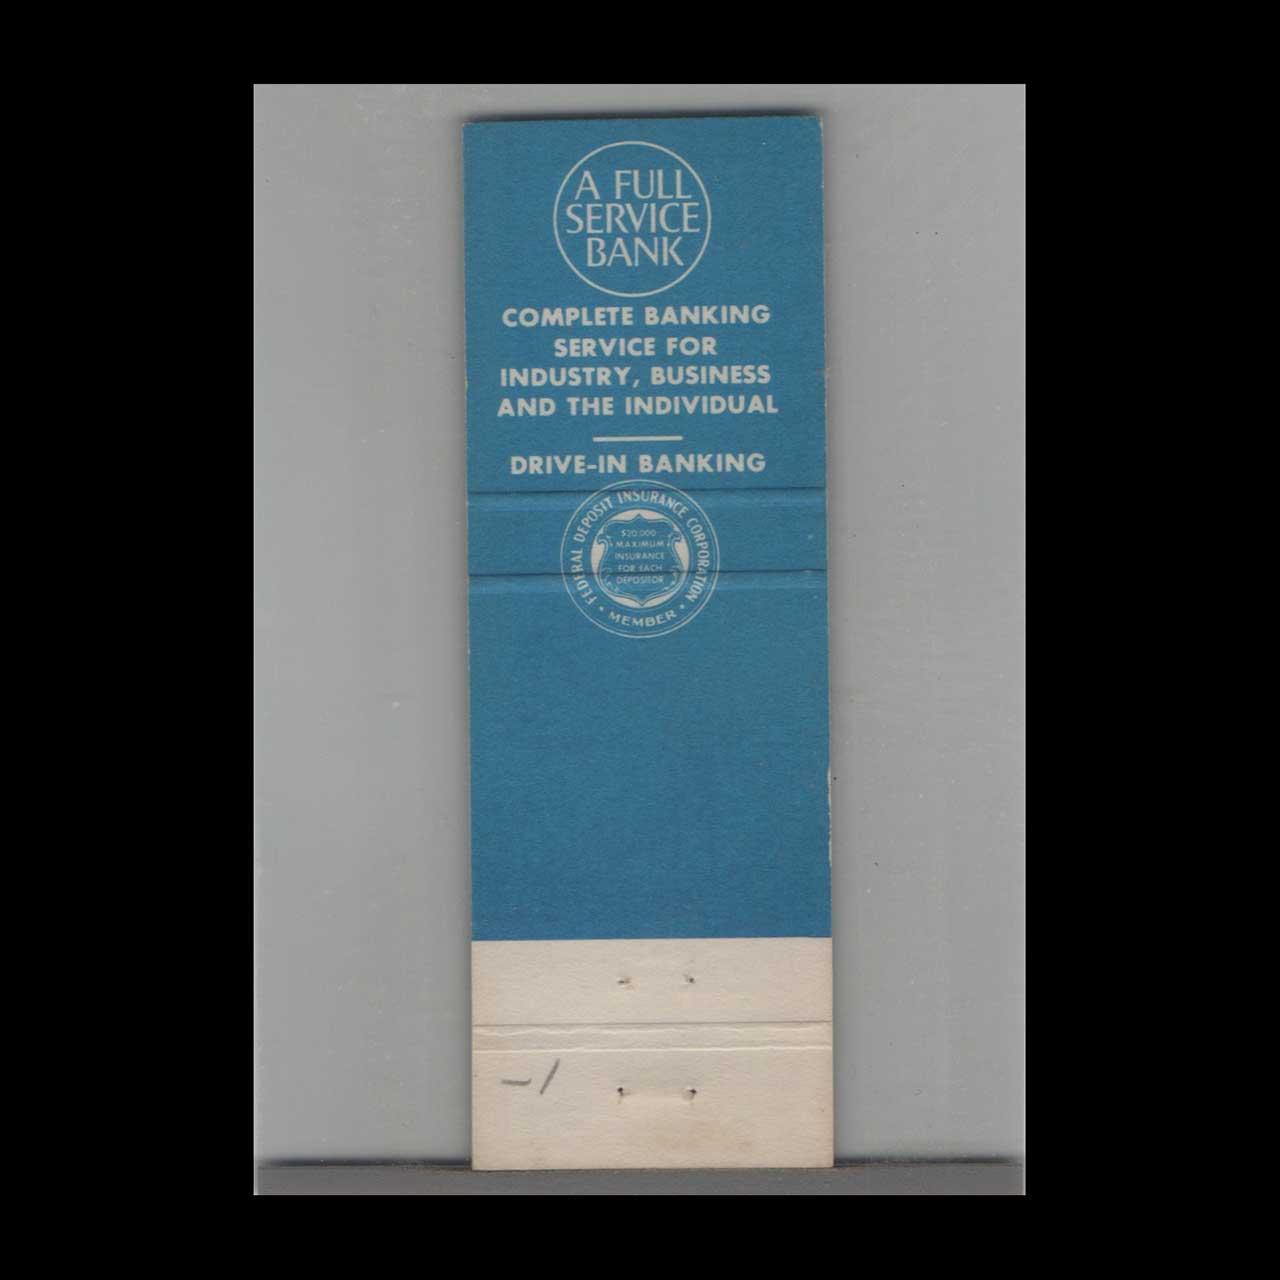 A FULL
SERVICE
BANK
COMPLETE BANKING
SERVICE FOR
INDUSTRY, BUSINESS
AND THE INDIVIDUAL
DRIVE-IN BANKING
FEDERAL DEPOSIT INSURANCE CORPORATION
$20,000
MAXIMUM
INSURANCE
FOR EACH
DEPOSITOR
• MEMBER •
-/